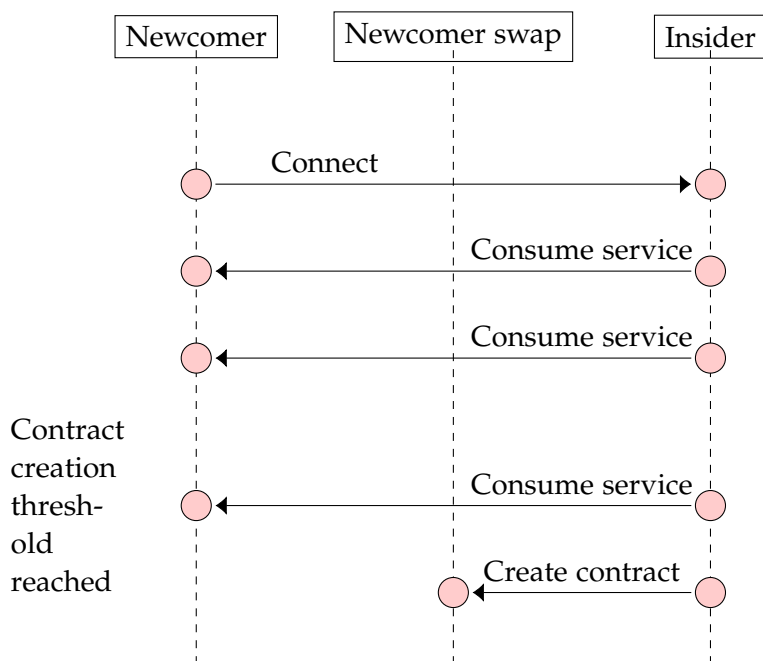 Newcomer
Newcomer swap
Insider
Connect
Consume service
Consume service
Contract
creation
thresh-
old
reached
Consume service
Create contract